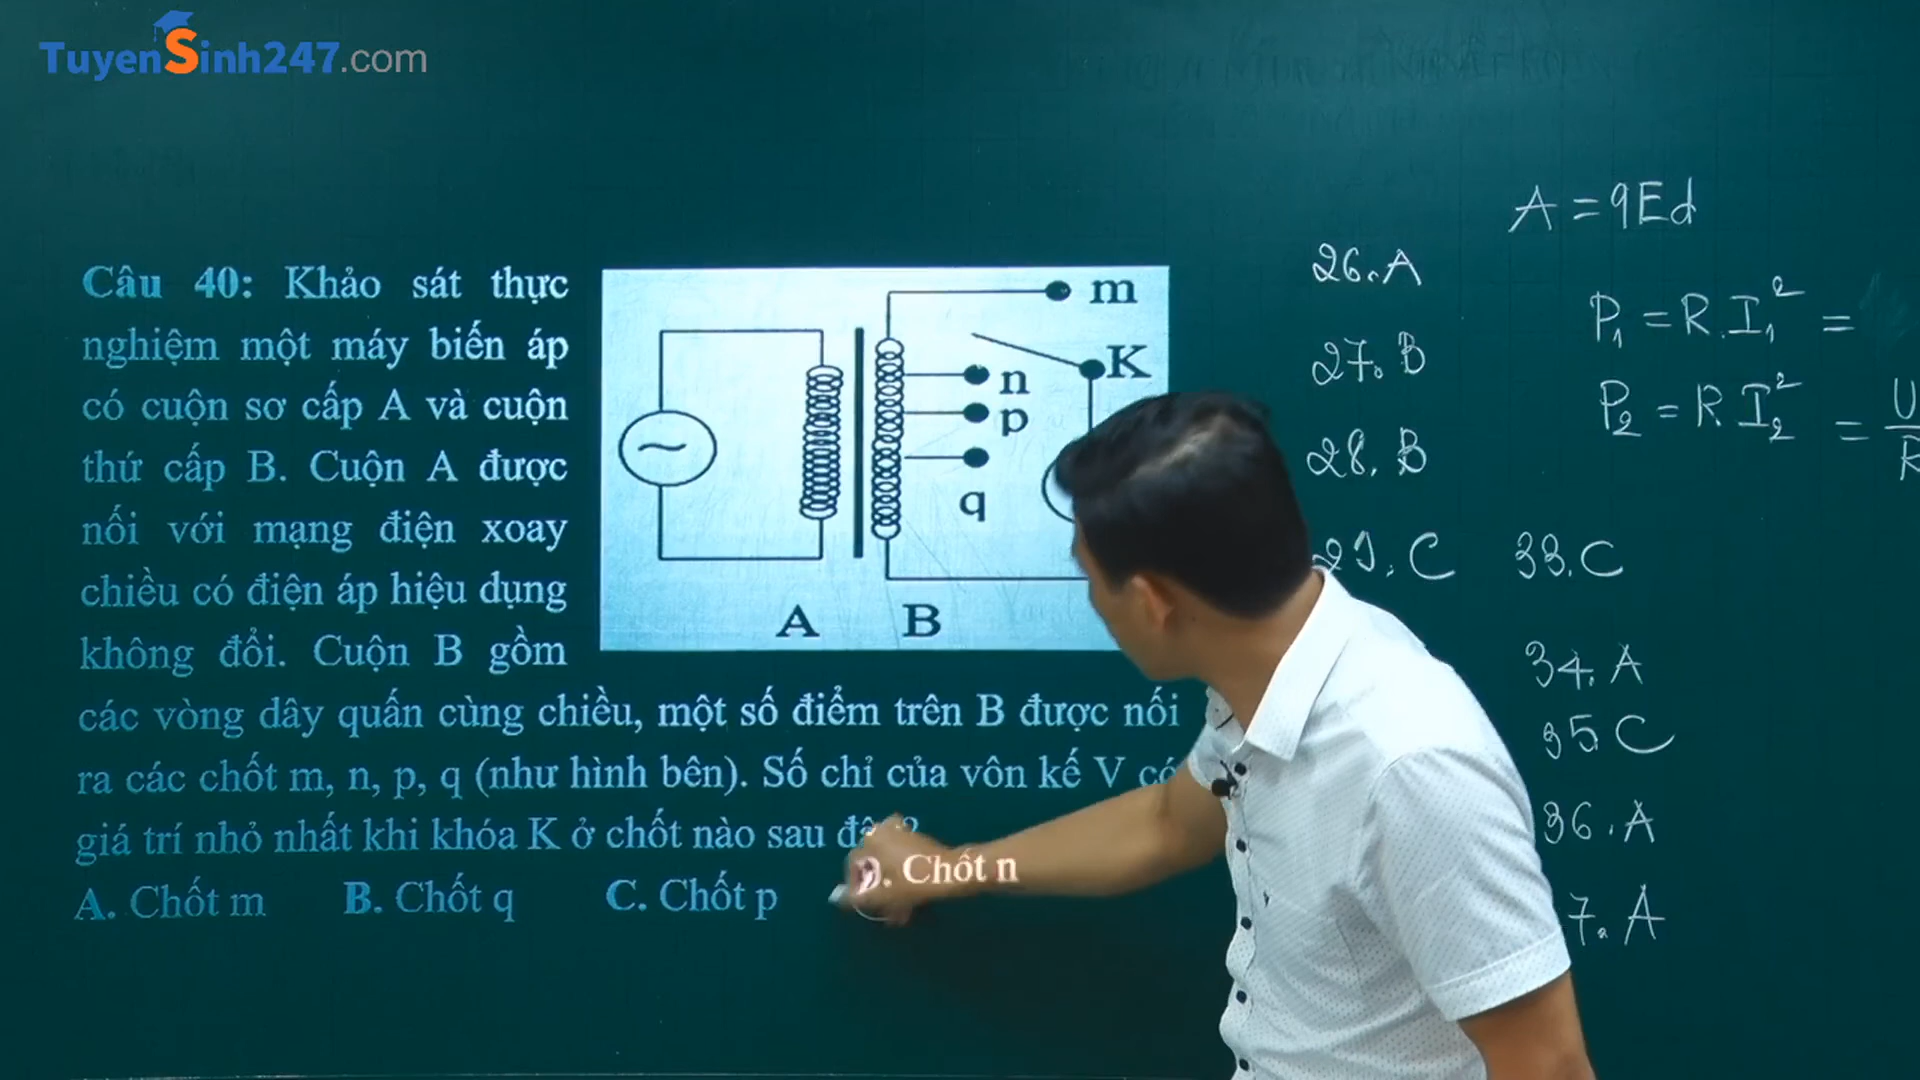 TuyenSinh247.com
Câu 40: Khảo sát thực
nghiệm một máy biến áp
có cuộn sơ cấp A và cuộn
thứ cấp B. Cuộn A được
nối với mạng điện xoay
chiều có điện áp hiệu dụng
không đổi. Cuộn B gồm
các vòng dây quấn cùng chiều, một số điểm trên B được nối
ra các chốt m, n, p, q (như hình bên). Số chỉ của vôn kế V có
giá trí nhỏ nhất khi khóa K ở chốt nào sau
A. Chốt m B. Chốt q C. Chốt p D. Chốt n
m
K
n
p
q
A B
26. A
27. B
28. B
29. C
33. C
34. A
35 C
36. A
7. A
A = qEd
P₁ = R.I₁² =
P₂ = R I₂² = U/R